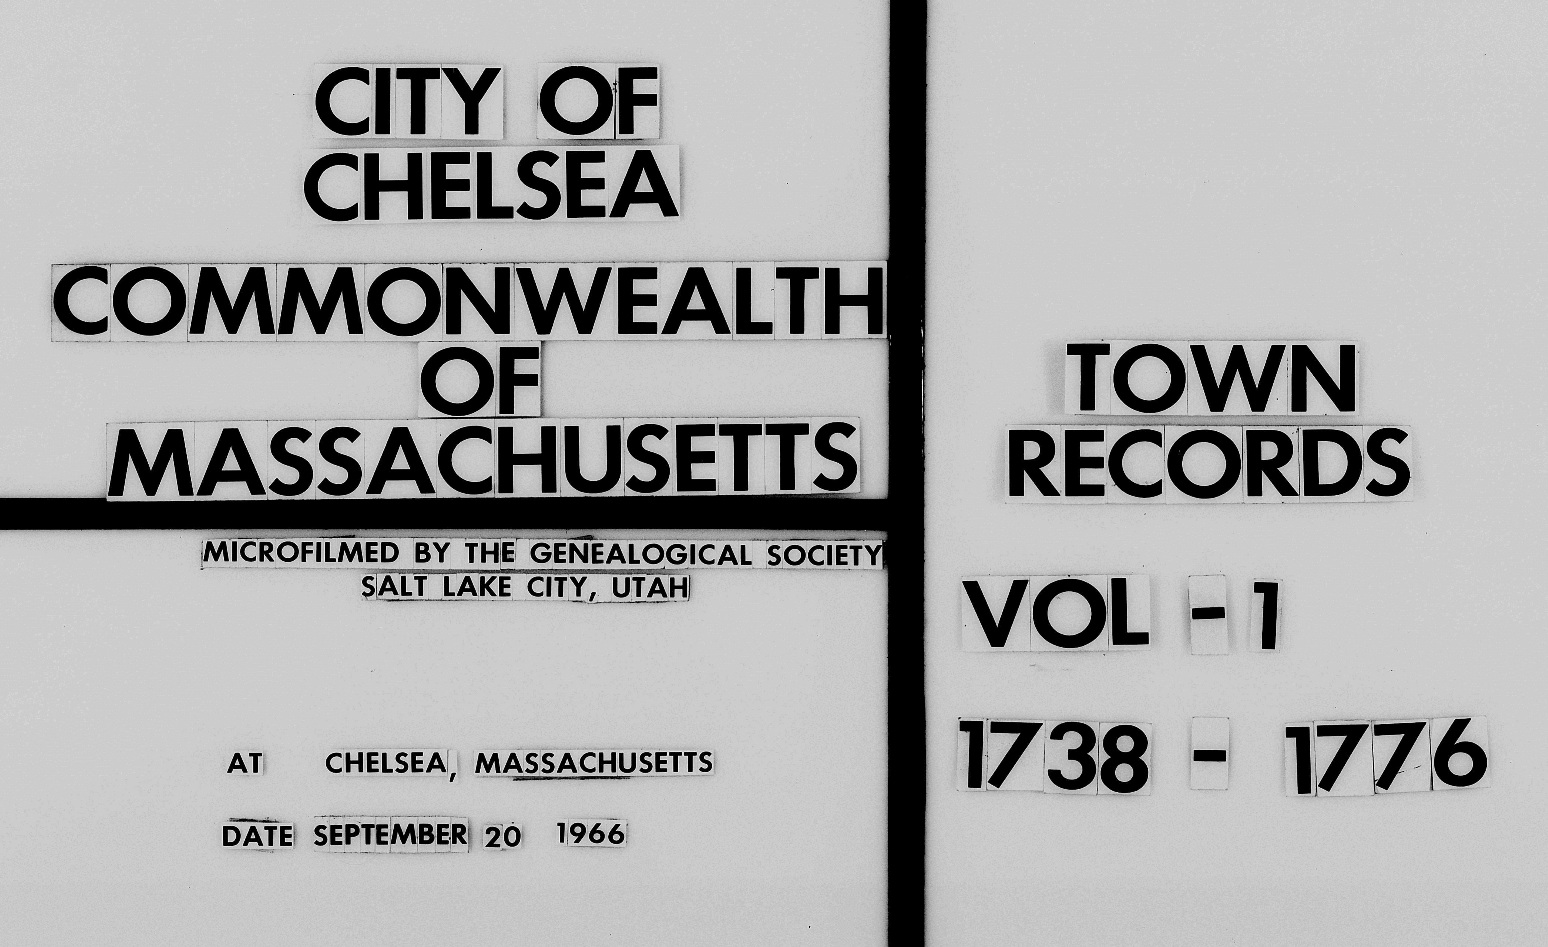 CITY OF
CHELSEA
COMMONWEALTH
OF
MASSACHUSETTS
MICROFILMED BY THE GENEALOGICAL SOCIETY
SALT LAKE CITY, UTAH
AT CHELSEA, MASSACHUSETTS
DATE SEPTEMBER 20 1966
TOWN
RECORDS
VOL - 1
1738 - 1776